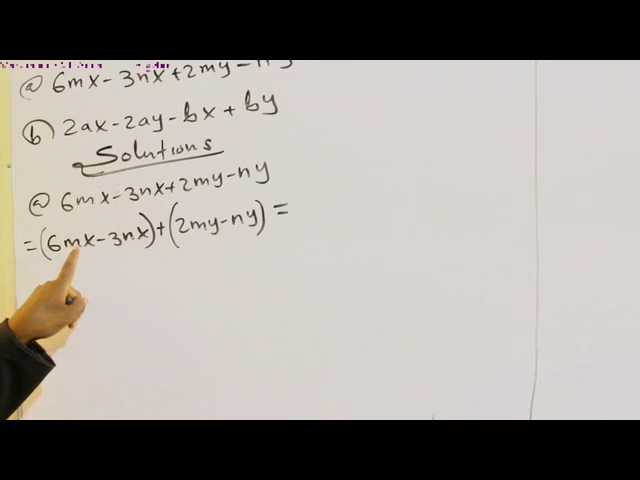 ⓐ 6mx - 3nx + 2my - ny
ⓑ 2ax - 2ay - bx + by
Solutions
ⓐ 6mx - 3nx + 2my - ny
= (6mx - 3nx) + (2my - ny) =